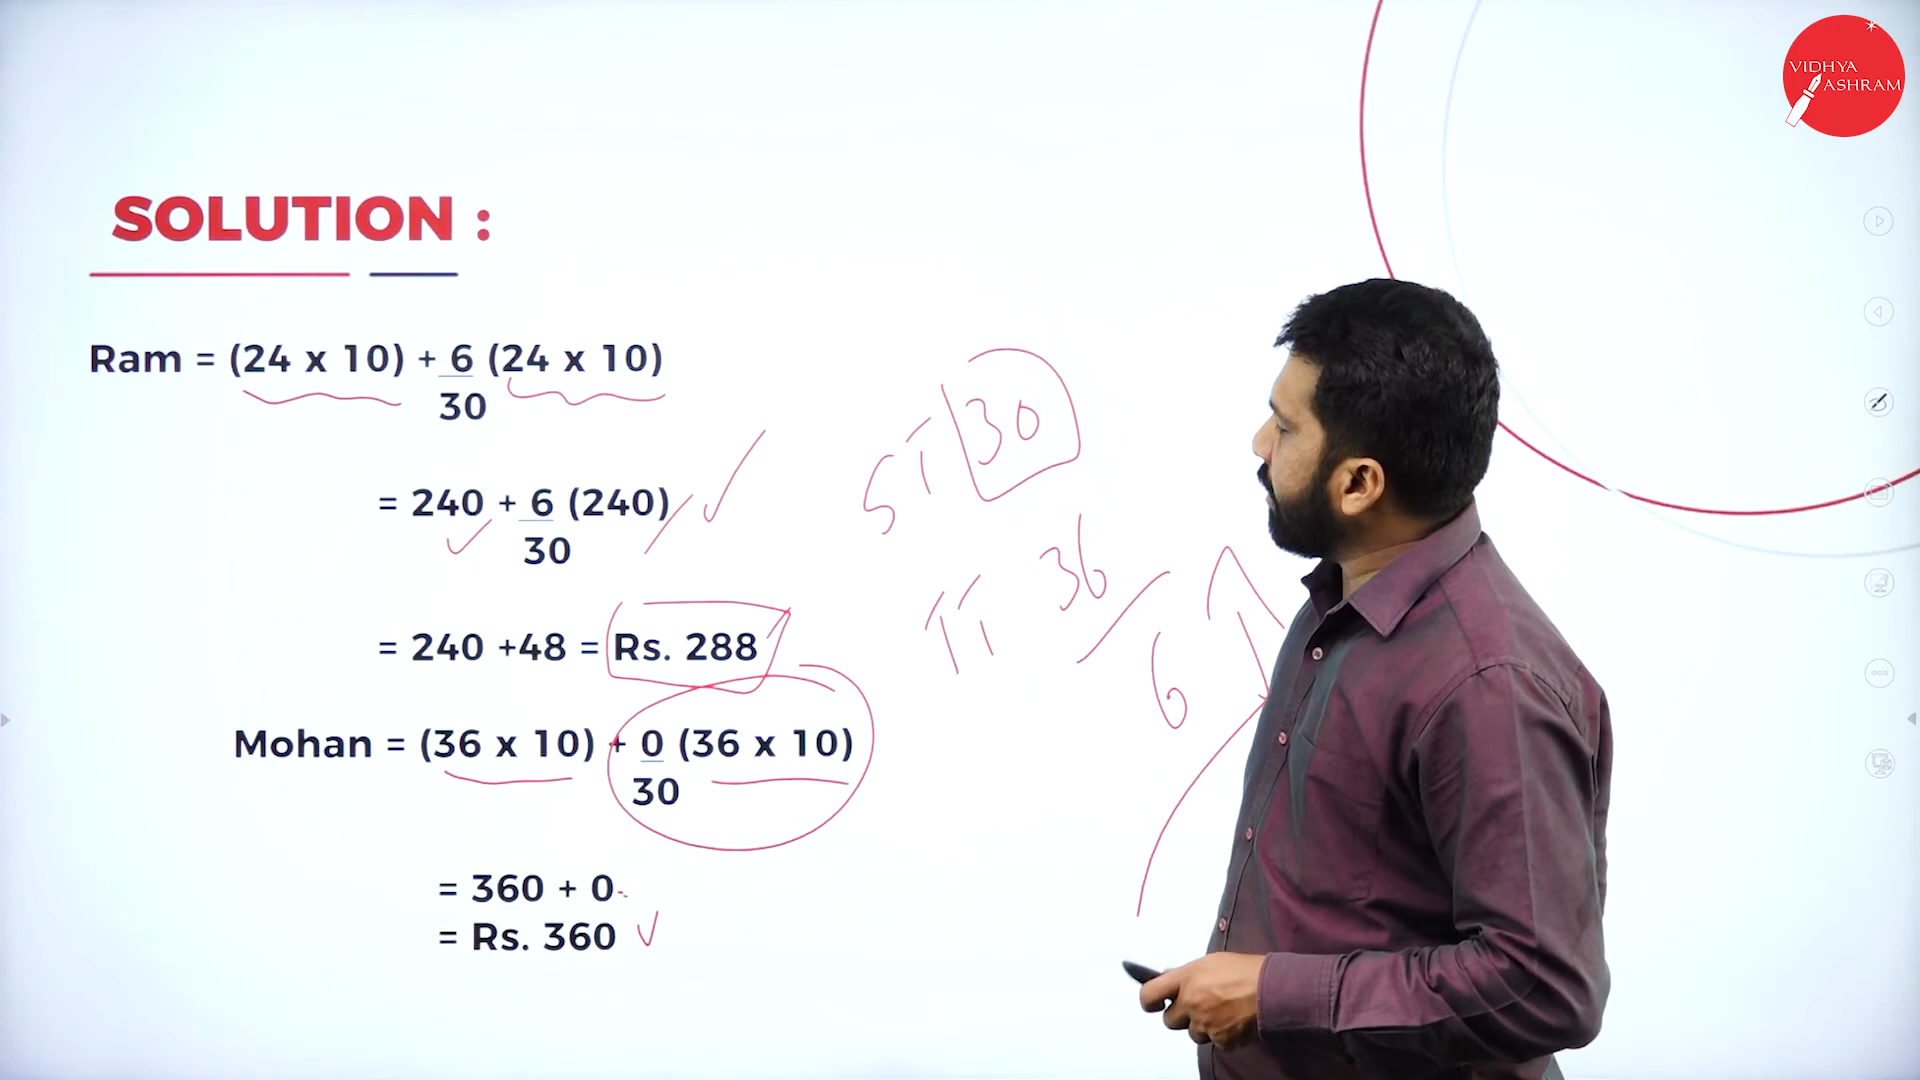 VIDHYA
ASHRAM
SOLUTION :
Ram = (24 x 10) + 6 (24 x 10)
30
= 240 + 6 (240)
30
= 240 +48 = Rs. 288
Mohan = (36 x 10) + 0 (36 x 10)
30
= 360 + 0
= Rs. 360
ST 30
TT 36
6